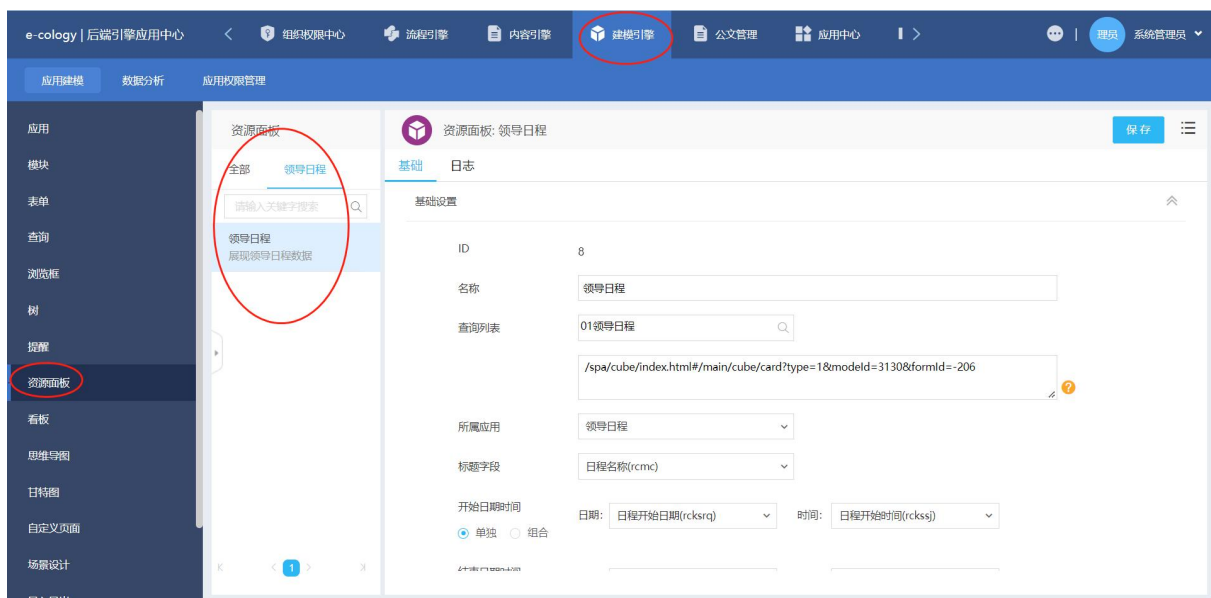 e-cology | 后端引擎应用中心 组织权限中心 流程引擎 内容引擎 建模引擎 公文管理 应用中心 理员 系统管理员
应用建模 数据分析 应用权限管理
应用
模块
表单
查询
浏览框
树
提醒
资源面板
看板
思维导图
甘特图
自定义页面
场景设计
资源面板
全部 领导日程
请输入关键字搜索
领导日程
展现领导日程数据
1
资源面板: 领导日程 保存
基础 日志
基础设置
ID 8
名称 领导日程
查询列表 01领导日程
/spa/cube/index.html#/main/cube/card?type=1&modeId=3130&formId=-206
所属应用 领导日程
标题字段 日程名称(rcmc)
开始日期时间 日期: 日程开始日期(rcksrq) 时间: 日程开始时间(rckssj)
单独 组合